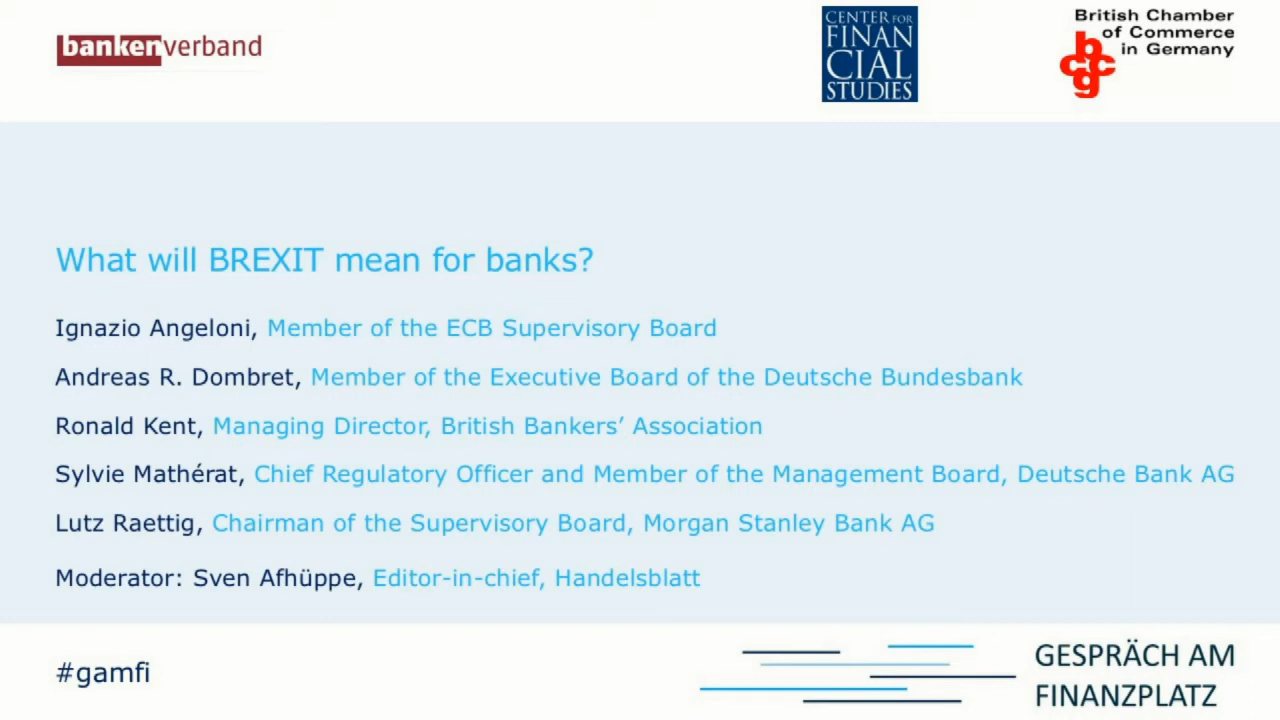 bankenverband
CENTER FOR
FINAN
CIAL
STUDIES
British Chamber
of Commerce
in Germany
bccg
What will BREXIT mean for banks?
Ignazio Angeloni, Member of the ECB Supervisory Board
Andreas R. Dombret, Member of the Executive Board of the Deutsche Bundesbank
Ronald Kent, Managing Director, British Bankers’ Association
Sylvie Mathérat, Chief Regulatory Officer and Member of the Management Board, Deutsche Bank AG
Lutz Raettig, Chairman of the Supervisory Board, Morgan Stanley Bank AG
Moderator: Sven Afhüppe, Editor-in-chief, Handelsblatt
#gamfi
GESPRÄCH AM
FINANZPLATZ